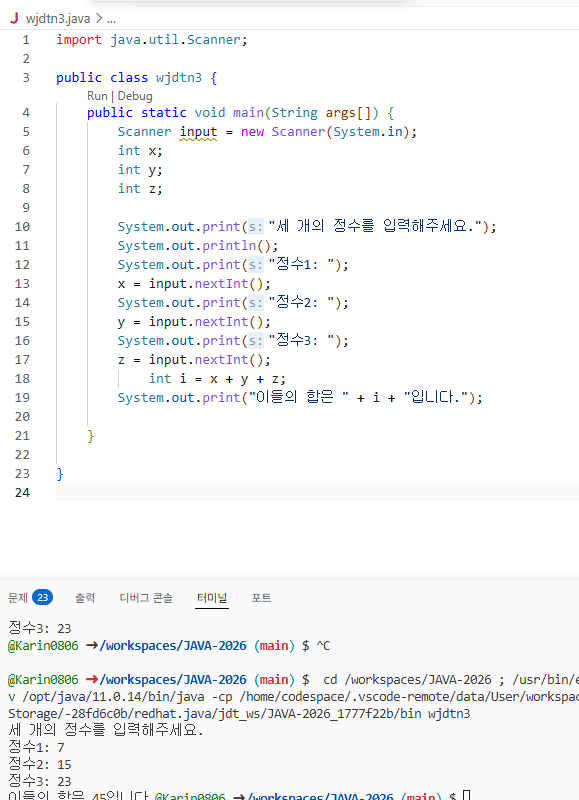 J wjdtn3.java > ...
1 import java.util.Scanner;
2
3 public class wjdtn3 {
Run | Debug
4 public static void main(String args[]) {
5 Scanner input = new Scanner(System.in);
6 int x;
7 int y;
8 int z;
9
10 System.out.print(s: "세 개의 정수를 입력해주세요.");
11 System.out.println();
12 System.out.print(s: "정수1: ");
13 x = input.nextInt();
14 System.out.print(s: "정수2: ");
15 y = input.nextInt();
16 System.out.print(s: "정수3: ");
17 z = input.nextInt();
18 int i = x + y + z;
19 System.out.print("이들의 합은 " + i + "입니다.");
20
21 }
22
23 }
24
문제 23 출력 디버그 콘솔 터미널 포트
정수3: 23
@Karin0806 ➜/workspaces/JAVA-2026 (main) $ ^C
@Karin0806 ➜/workspaces/JAVA-2026 (main) $ cd /workspaces/JAVA-2026 ; /usr/bin/e
v /opt/java/11.0.14/bin/java -cp /home/codespace/.vscode-remote/data/User/workspac
Storage/-28fd6c0b/redhat.java/jdt_ws/JAVA-2026_1777f22b/bin wjdtn3
세 개의 정수를 입력해주세요.
정수1: 7
정수2: 15
정수3: 23
이들의 합은 45입니다.@Karin0806 ➜/workspaces/JAVA-2026 (main) $